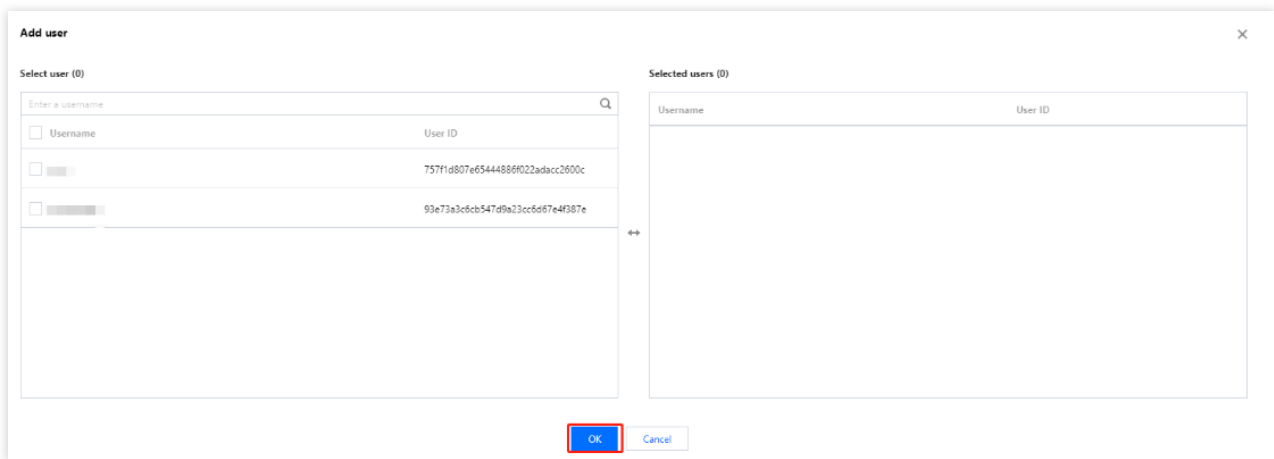 Add user
Select user (0)
Selected users (0)
Enter a username
Username User ID
Username User ID
757f1d807e65444886f022adacc2600c
93e73a3c6cb547d9a23cc6d67e4f387e
OK Cancel